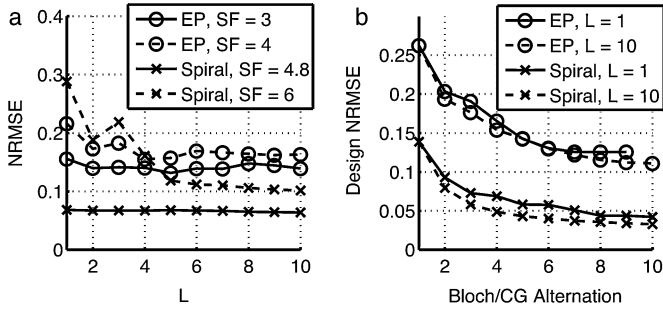 a
EP, SF = 3
EP, SF = 4
Spiral, SF = 4.8
Spiral, SF = 6
NRMSE
0.4
0.3
0.2
0.1
0
2 4 6 8 10
L
b
EP, L = 1
EP, L = 10
Spiral, L = 1
Spiral, L = 10
Design NRMSE
0.25
0.2
0.15
0.1
0.05
0
2 4 6 8 10
Bloch/CG Alternation